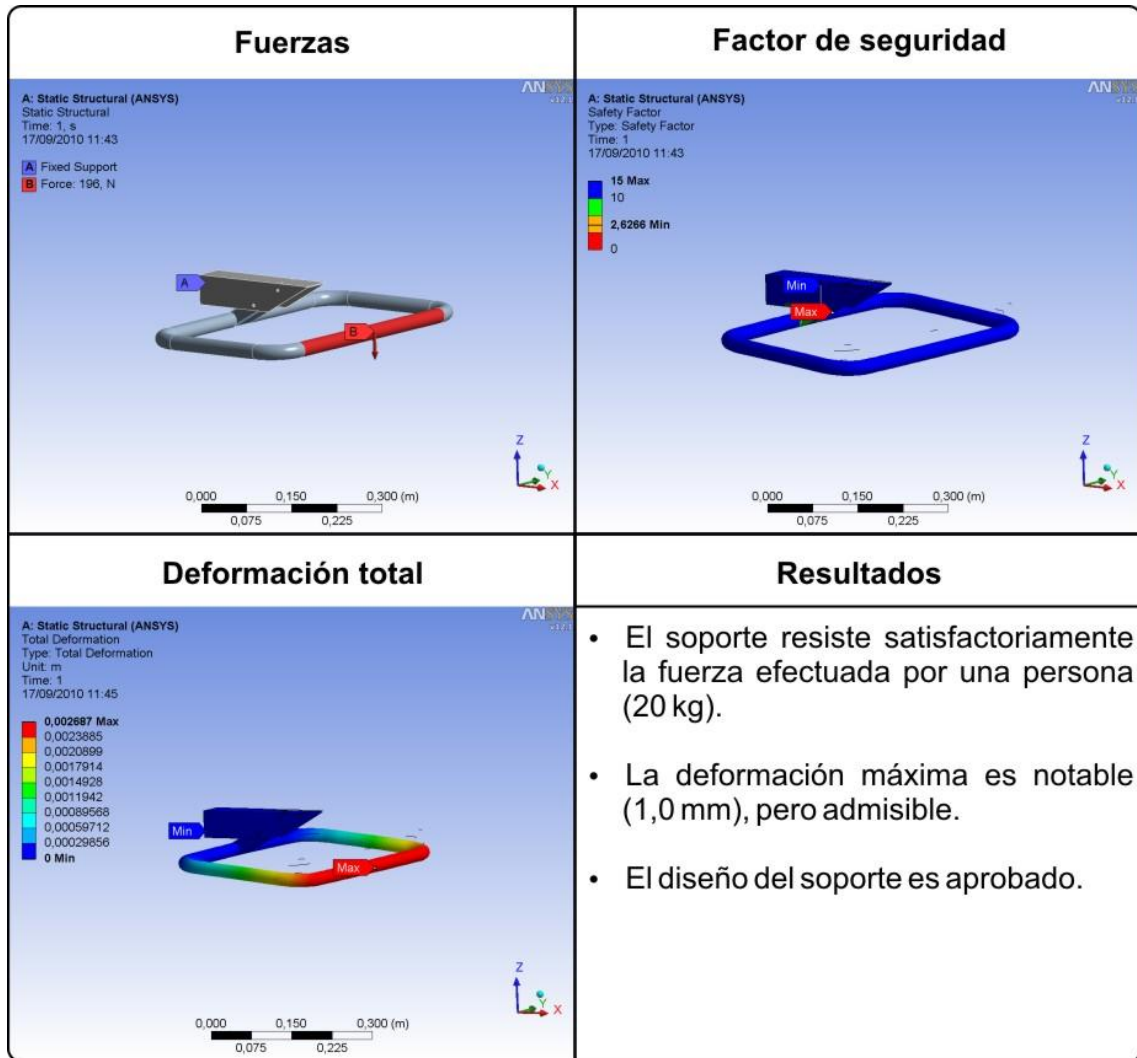 Fuerzas
A: Static Structural (ANSYS)
Static Structural
Time: 1, s
17/09/2010 11:43
A Fixed Support
B Force: 196, N
A
B
Z
Y
X
0,000 0,150 0,300 (m)
0,075 0,225
Factor de seguridad
A: Static Structural (ANSYS)
Safety Factor
Type: Safety Factor
Time: 1
17/09/2010 11:43
15 Max
10
2,6266 Min
0
Min
Max
Z
Y
X
0,000 0,150 0,300 (m)
0,075 0,225
Deformación total
A: Static Structural (ANSYS)
Total Deformation
Type: Total Deformation
Unit: m
Time: 1
17/09/2010 11:45
0,002687 Max
0,0023885
0,0020899
0,0017914
0,0014928
0,0011942
0,00089568
0,00059712
0,00029856
0 Min
Min
Max
Z
Y
X
0,000 0,150 0,300 (m)
0,075 0,225
Resultados
• El soporte resiste satisfactoriamente
la fuerza efectuada por una persona
(20 kg).
• La deformación máxima es notable
(1,0 mm), pero admisible.
• El diseño del soporte es aprobado.